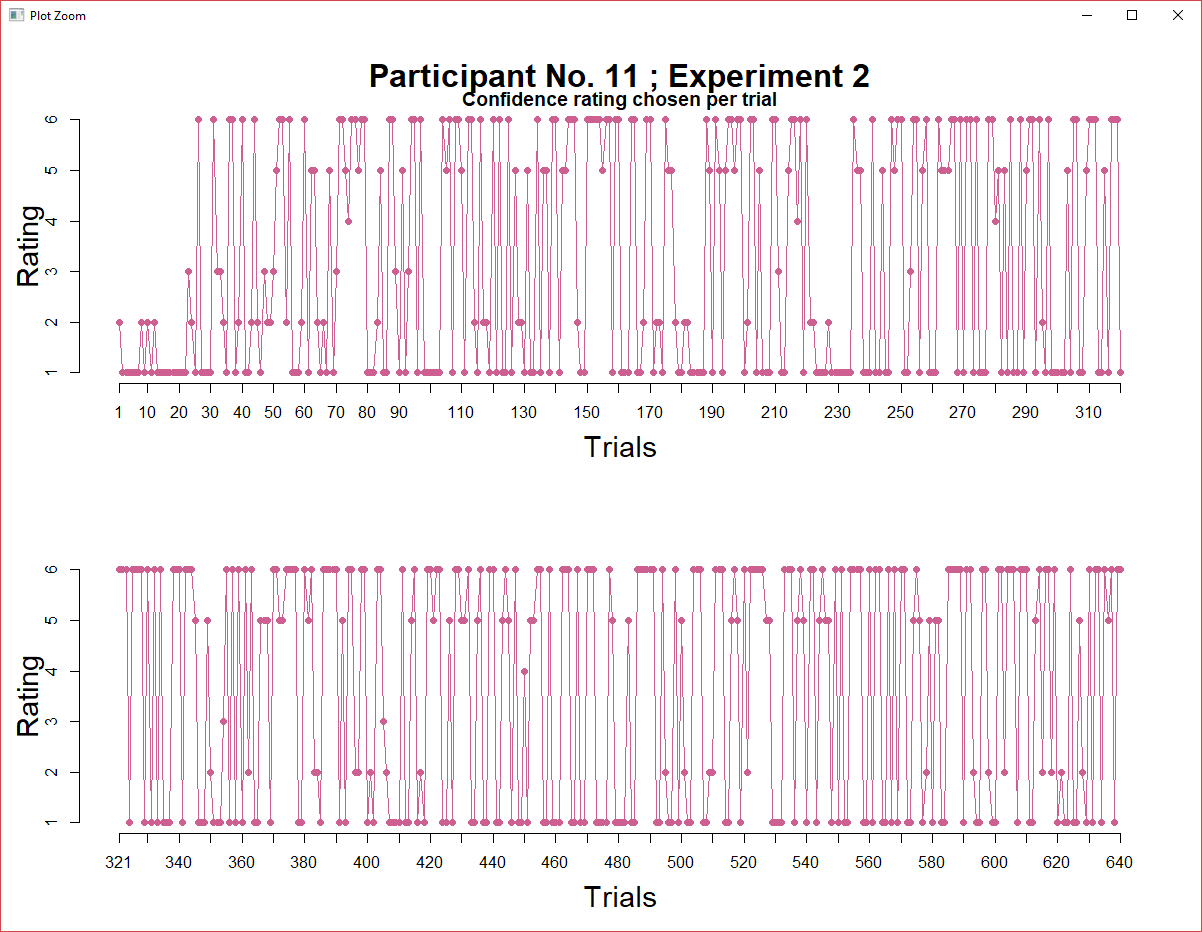 Plot Zoom
Participant No. 11 ; Experiment 2
Confidence rating chosen per trial
6
5
4
3
2
1
Rating
1 10 20 30 40 50 60 70 80 90 110 130 150 170 190 210 230 250 270 290 310
Trials
6
5
4
3
2
1
Rating
321 340 360 380 400 420 440 460 480 500 520 540 560 580 600 620 640
Trials